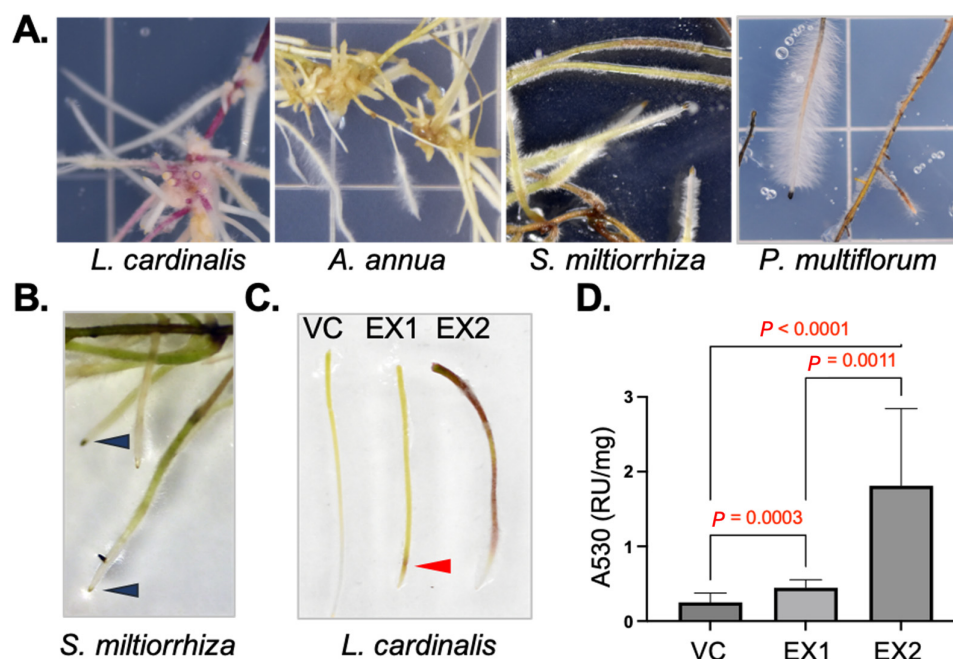 A.
L. cardinalis
A. annua
S. miltiorrhiza
P. multiflorum
B.
S. miltiorrhiza
C.
VC EX1 EX2
L. cardinalis
D.
P < 0.0001
P = 0.0011
P = 0.0003
A530 (RU/mg)
3
2
1
0
VC EX1 EX2